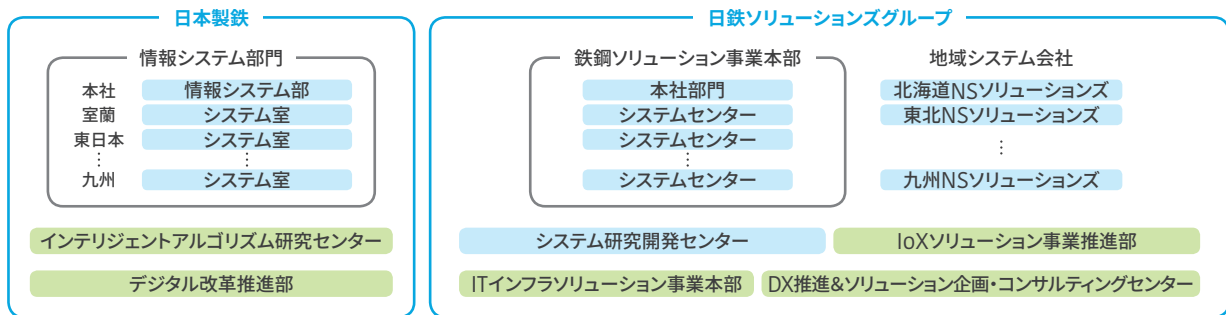 日本製鉄
情報システム部門
本社 情報システム部
室蘭 システム室
東日本 システム室
⋮ ⋮
九州 システム室
インテリジェントアルゴリズム研究センター
デジタル改革推進部
日鉄ソリューションズグループ
鉄鋼ソリューション事業本部
本社部門
システムセンター
システムセンター
⋮
システムセンター
地域システム会社
北海道NSソリューションズ
東北NSソリューションズ
⋮
九州NSソリューションズ
システム研究開発センター
IoXソリューション事業推進部
ITインフラソリューション事業本部
DX推進&ソリューション企画・コンサルティングセンター